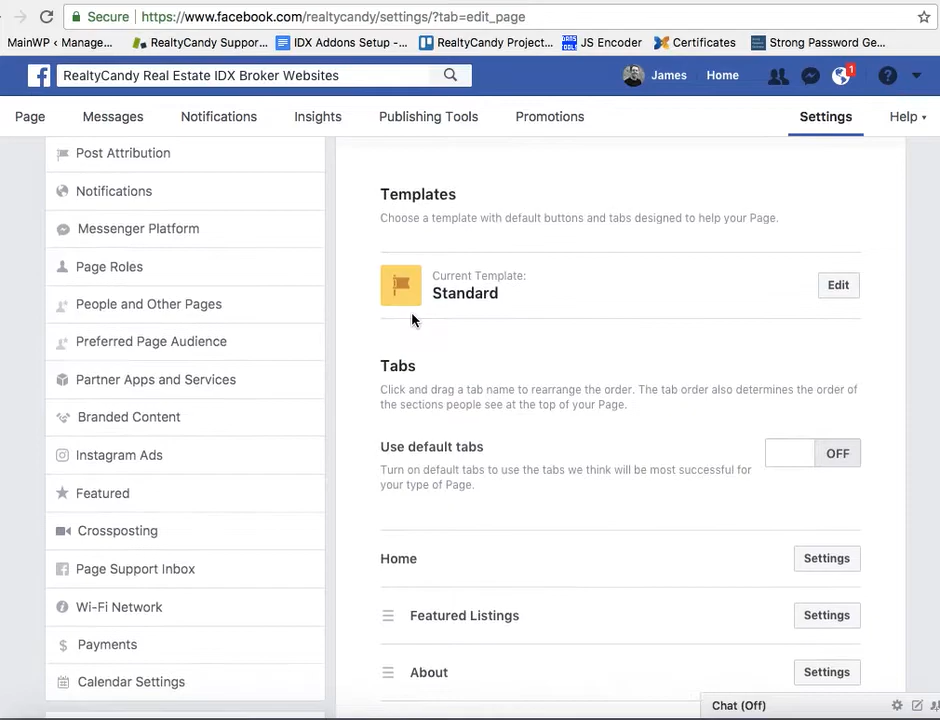 Secure https://www.facebook.com/realtycandy/settings/?tab=edit_page
MainWP < Manage... RealtyCandy Suppor... IDX Addons Setup -... RealtyCandy Project... DANS TOOLS JS Encoder Certificates Strong Password Ge...
RealtyCandy Real Estate IDX Broker Websites James Home 1
Page Messages Notifications Insights Publishing Tools Promotions Settings Help
Post Attribution
Notifications
Messenger Platform
Page Roles
People and Other Pages
Preferred Page Audience
Partner Apps and Services
Branded Content
Instagram Ads
Featured
Crossposting
Page Support Inbox
Wi-Fi Network
Payments
Calendar Settings
Templates
Choose a template with default buttons and tabs designed to help your Page.
Current Template:
Standard
Edit
Tabs
Click and drag a tab name to rearrange the order. The tab order also determines the order of
the sections people see at the top of your Page.
Use default tabs
OFF
Turn on default tabs to use the tabs we think will be most successful for
your type of Page.
Home Settings
Featured Listings Settings
About Settings
Chat (Off)